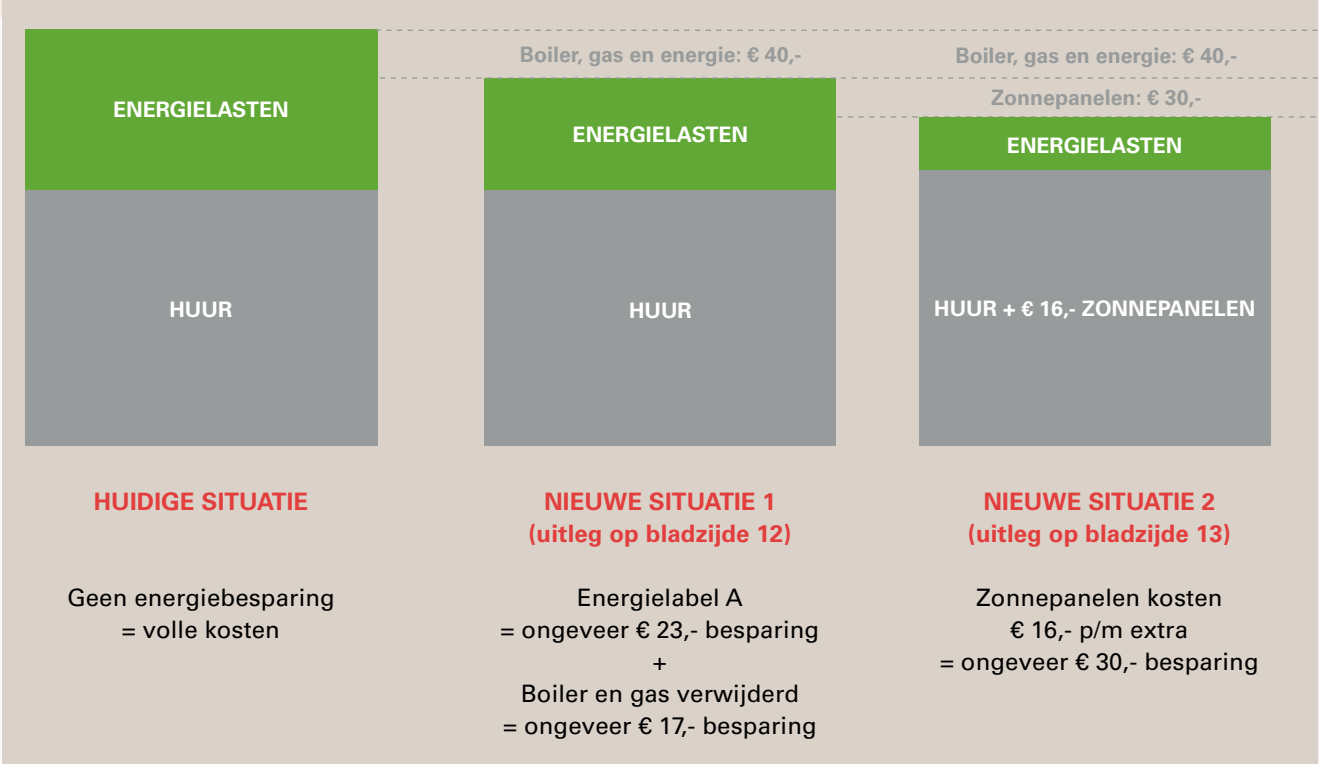 Boiler, gas en energie: € 40,-
Boiler, gas en energie: € 40,-
Zonnepanelen: € 30,-
ENERGIELASTEN
ENERGIELASTEN
ENERGIELASTEN
HUUR
HUUR
HUUR + € 16,- ZONNEPANELEN
HUIDIGE SITUATIE
Geen energiebesparing
= volle kosten
NIEUWE SITUATIE 1
(uitleg op bladzijde 12)
Energielabel A
= ongeveer € 23,- besparing
+
Boiler en gas verwijderd
= ongeveer € 17,- besparing
NIEUWE SITUATIE 2
(uitleg op bladzijde 13)
Zonnepanelen kosten
€ 16,- p/m extra
= ongeveer € 30,- besparing